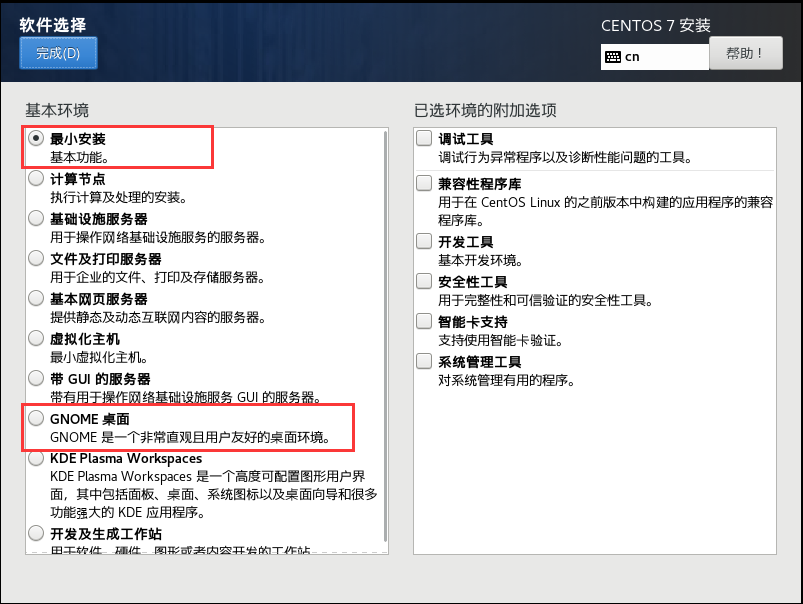 软件选择
CENTOS 7 安装
完成(D)
cn
帮助！
基本环境
已选环境的附加选项
最小安装
基本功能。
计算节点
执行计算及处理的安装。
基础设施服务器
用于操作网络基础设施服务的服务器。
文件及打印服务器
用于企业的文件、打印及存储服务器。
基本网页服务器
提供静态及动态互联网内容的服务器。
虚拟化主机
最小虚拟化主机。
带 GUI 的服务器
带有用于操作网络基础设施服务 GUI 的服务器。
GNOME 桌面
GNOME 是一个非常直观且用户友好的桌面环境。
KDE Plasma Workspaces
KDE Plasma Workspaces 是一个高度可配置图形用户界
面，其中包括面板、桌面、系统图标以及桌面向导和很多
功能强大的 KDE 应用程序。
开发及生成工作站
用于软件、硬件、图形或者内容开发的工作站
调试工具
调试行为异常程序以及诊断性能问题的工具。
兼容性程序库
用于在 CentOS Linux 的之前版本中构建的应用程序的兼容
程序库。
开发工具
基本开发环境。
安全性工具
用于完整性和可信验证的安全性工具。
智能卡支持
支持使用智能卡验证。
系统管理工具
对系统管理有用的程序。